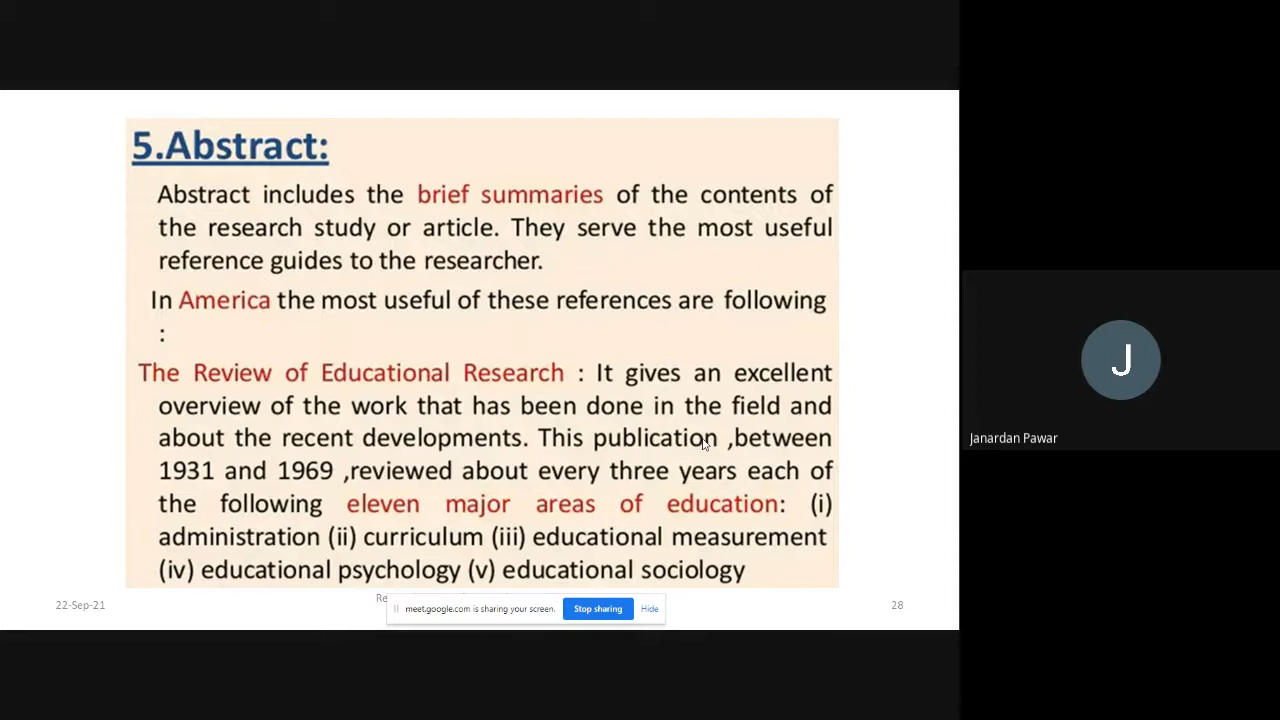 5.Abstract:
Abstract includes the brief summaries of the contents of
the research study or article. They serve the most useful
reference guides to the researcher.
In America the most useful of these references are following
:
The Review of Educational Research : It gives an excellent
overview of the work that has been done in the field and
about the recent developments. This publication ,between
1931 and 1969 ,reviewed about every three years each of
the following eleven major areas of education: (i)
administration (ii) curriculum (iii) educational measurement
(iv) educational psychology (v) educational sociology
22-Sep-21
meet.google.com is sharing your screen.
Stop sharing
Hide
28
J
Janardan Pawar